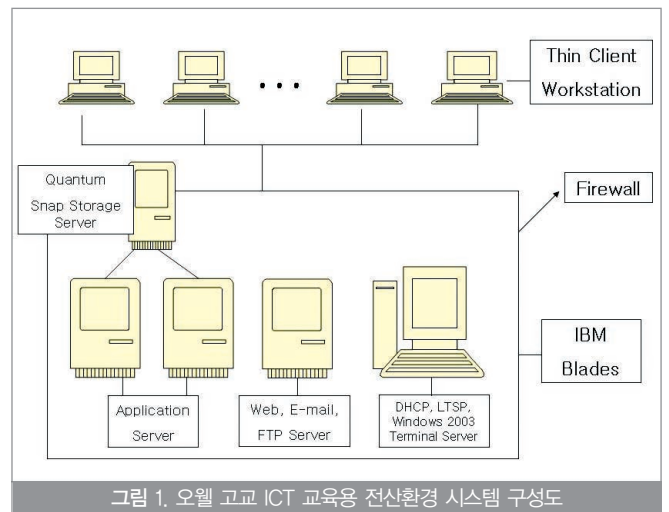 Thin Client
Workstation
Quantum
Snap Storage
Server
Firewall
IBM
Blades
Application
Server
Web, E-mail,
FTP Server
DHCP, LTSP,
Windows 2003
Terminal Server
그림 1. 오웰 고교 ICT 교육용 전산환경 시스템 구성도